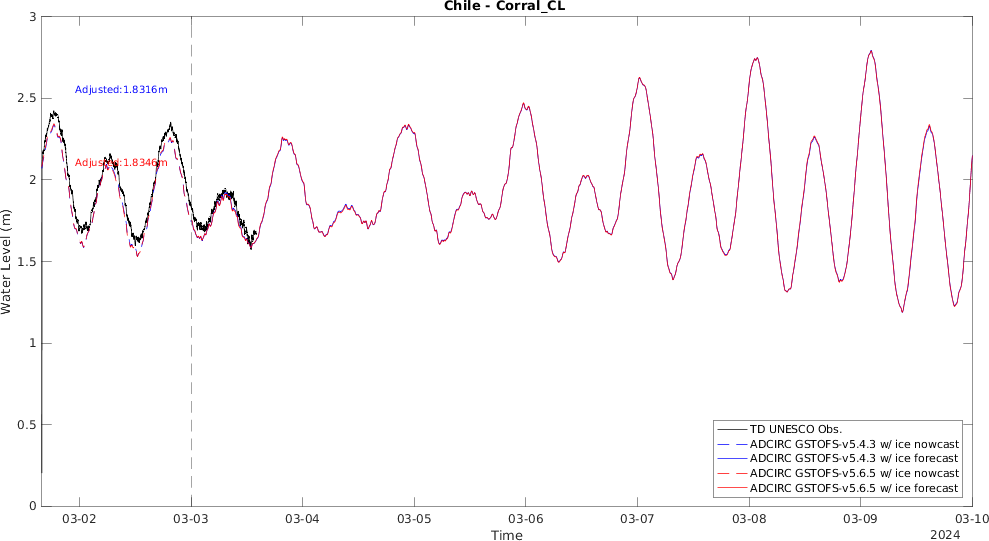 Chile - Corral_CL
3
2.5
2
1.5
1
0.5
0
Water Level (m)
Adjusted:1.8316m
Adjusted:1.8346m
TD UNESCO Obs.
ADCIRC GSTOFS-v5.4.3 w/ ice nowcast
ADCIRC GSTOFS-v5.4.3 w/ ice forecast
ADCIRC GSTOFS-v5.6.5 w/ ice nowcast
ADCIRC GSTOFS-v5.6.5 w/ ice forecast
03-02 03-03 03-04 03-05 03-06 03-07 03-08 03-09 03-10
Time
2024